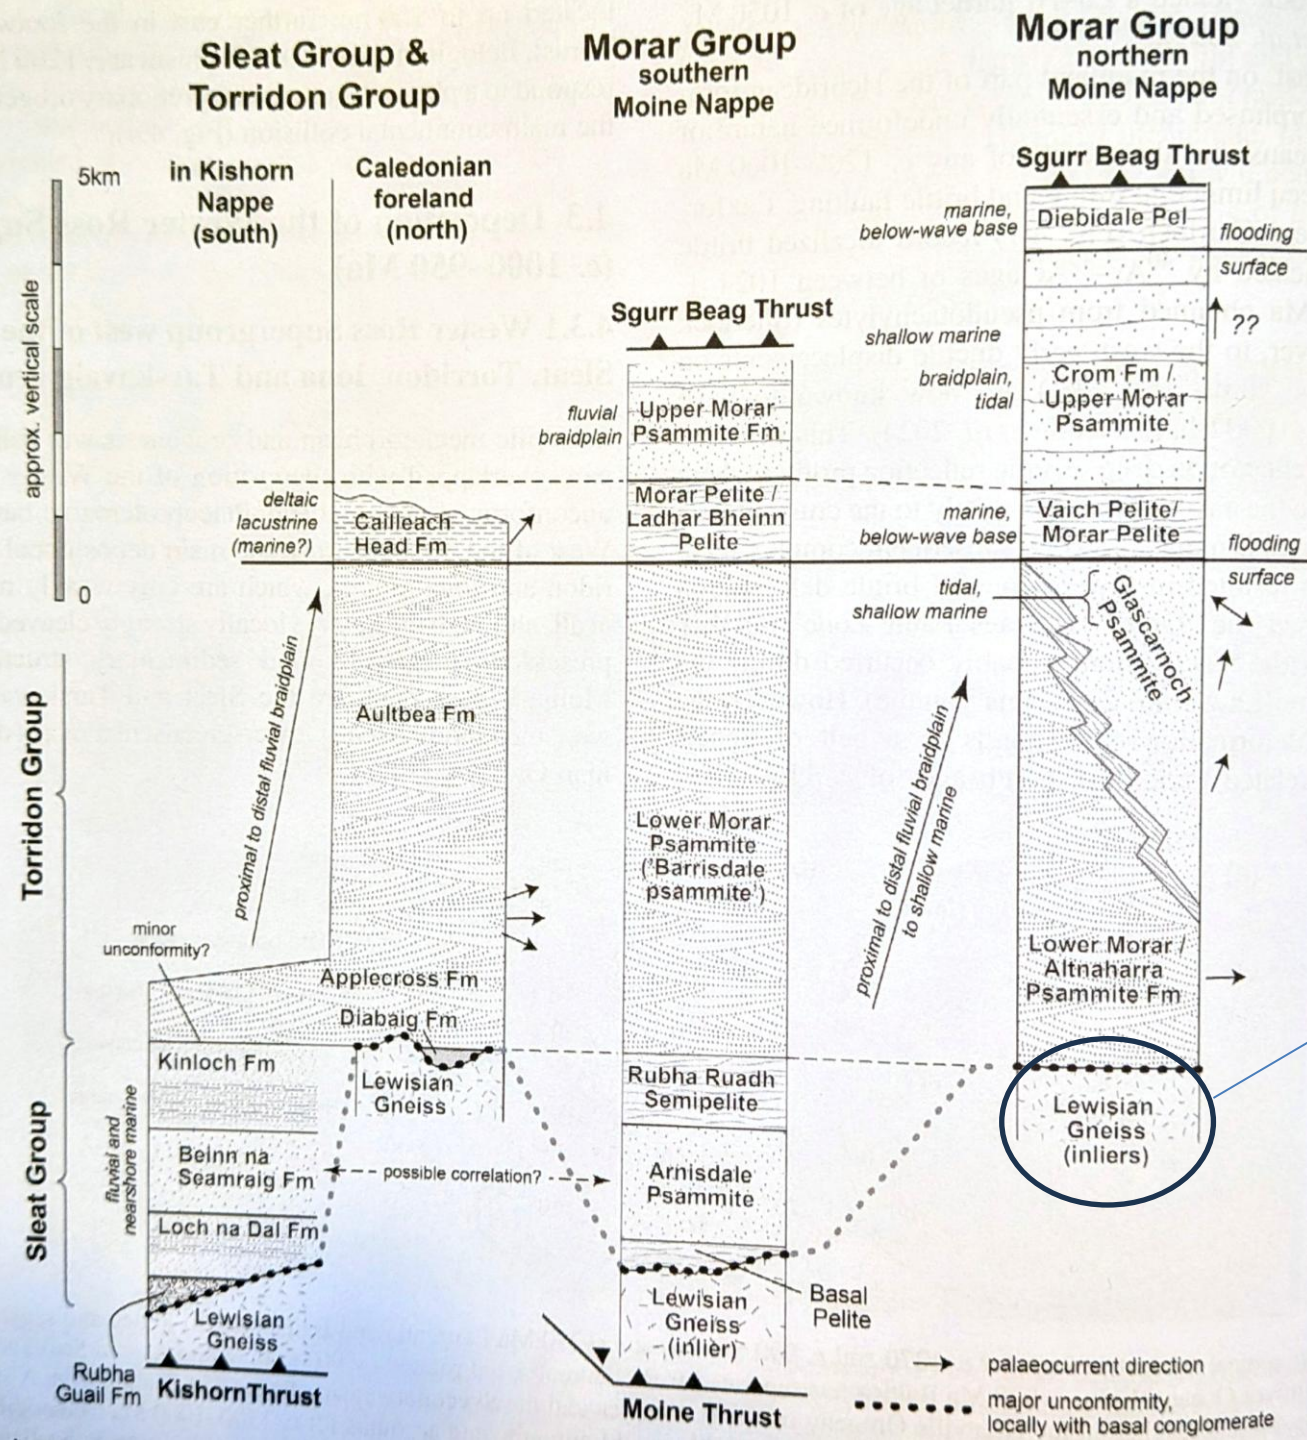 Sleat Group &
Torridon Group
Morar Group
southern
Moine Nappe
Morar Group
northern
Moine Nappe
in Kishorn
Nappe
(south)
Caledonian
foreland
(north)
5km
0
approx. vertical scale
Sgurr Beag Thrust
Sgurr Beag Thrust
marine,
below-wave base
Diebidale Pel
flooding
surface
shallow marine
??
braidplain,
tidal
Crom Fm /
Upper Morar
Psammite
fluvial
braidplain
Upper Morar
Psammite Fm
deltaic
lacustrine
(marine?)
Cailleach
Head Fm
Morar Pelite /
Ladhar Bheinn
Pelite
marine,
below-wave base
Vaich Pelite/
Morar Pelite
flooding
surface
tidal,
shallow marine
Glascarnoch
Psammite
Torridon Group
proximal to distal fluvial braidplain
Aultbea Fm
Lower Morar
Psammite
('Barrisdale
psammite')
proximal to distal fluvial braidplain
to shallow marine
Lower Morar /
Altnaharra
Psammite Fm
minor
unconformity?
Applecross Fm
Diabaig Fm
Sleat Group
fluvial and
nearshore marine
Kinloch Fm
Lewisian
Gneiss
Rubha Ruadh
Semipelite
Lewisian
Gneiss
(inliers)
Beinn na
Seamraig Fm
possible correlation?
Arnisdale
Psammite
Loch na Dal Fm
Lewisian
Gneiss
Basal
Pelite
Lewisian
Gneiss
(inlier)
Rubha
Guail Fm
Kishorn Thrust
Moine Thrust
palaeocurrent direction
major unconformity,
locally with basal conglomerate